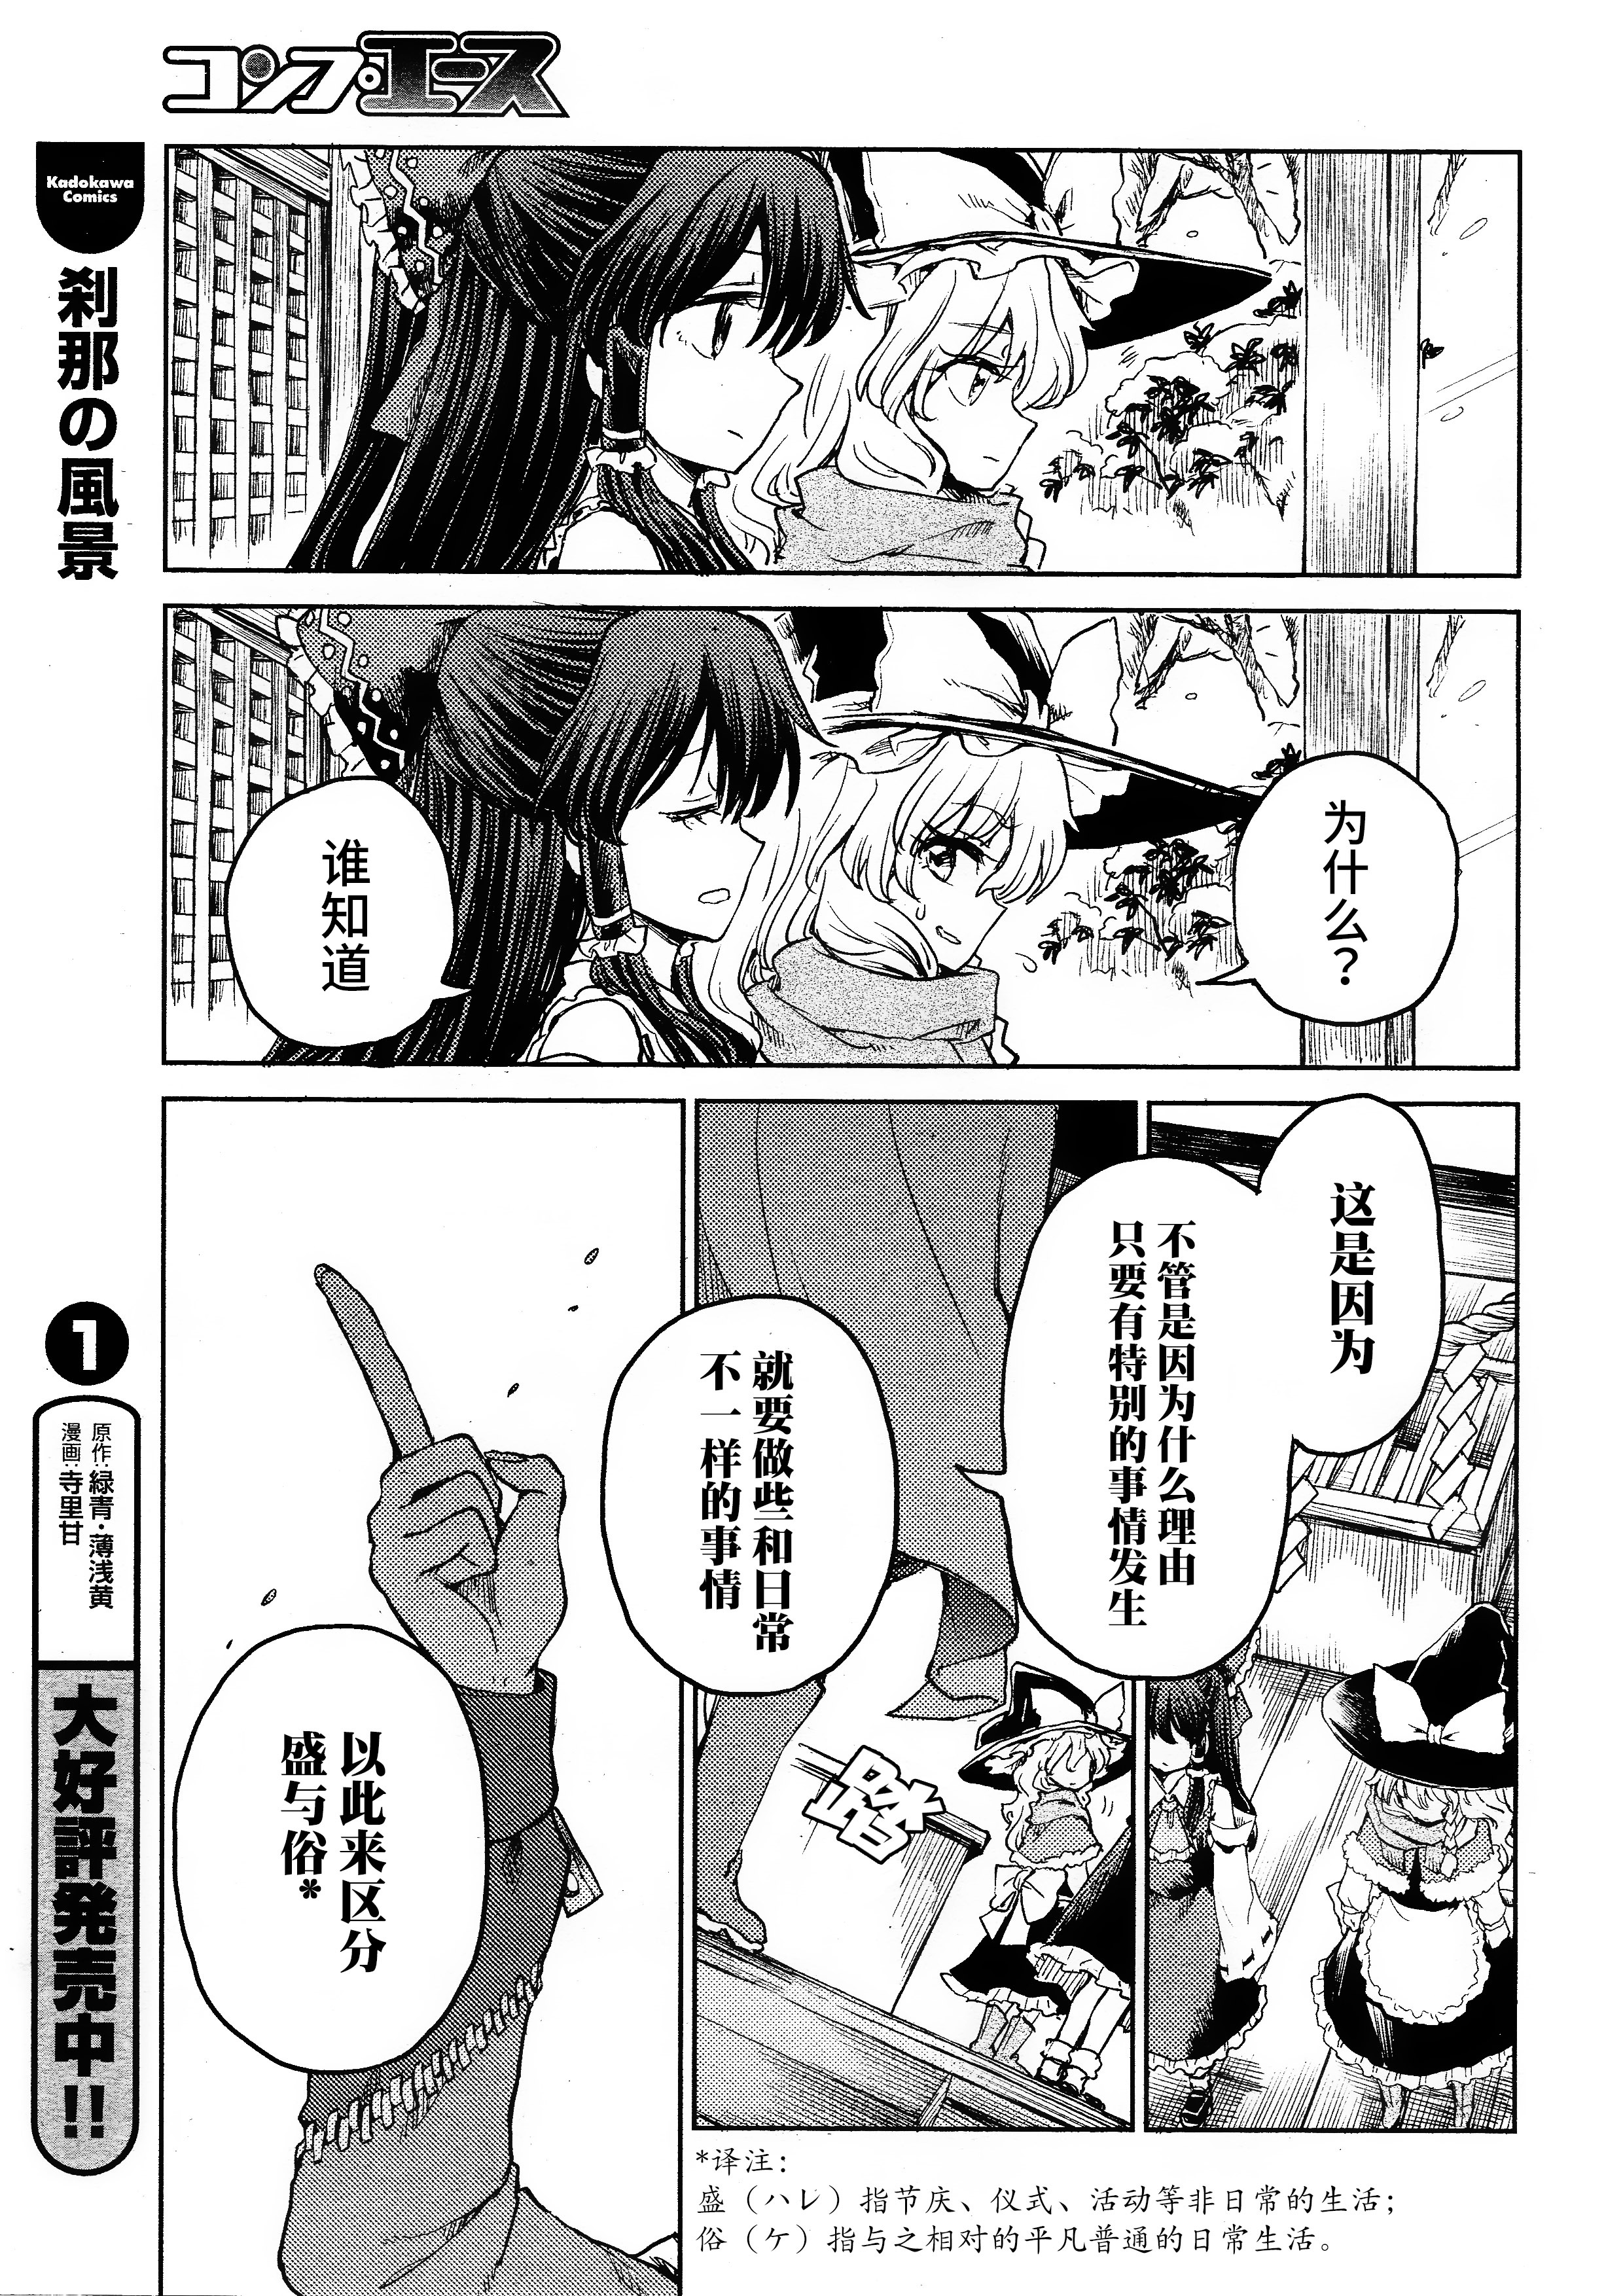 コンプエース
Kadokawa
Comics
刹那の風景
1
原作:緑青・薄浅黄
漫画:寺里甘
大好評発売中!!
为什么？
谁知道
这是因为
不管是因为什么理由
只要有特别的事情发生
就要做些和日常
不一样的事情
踏
以此来区分
盛与俗*
*译注：
盛（ハレ）指节庆、仪式、活动等非日常的生活；
俗（ケ）指与之相对的平凡普通的日常生活。